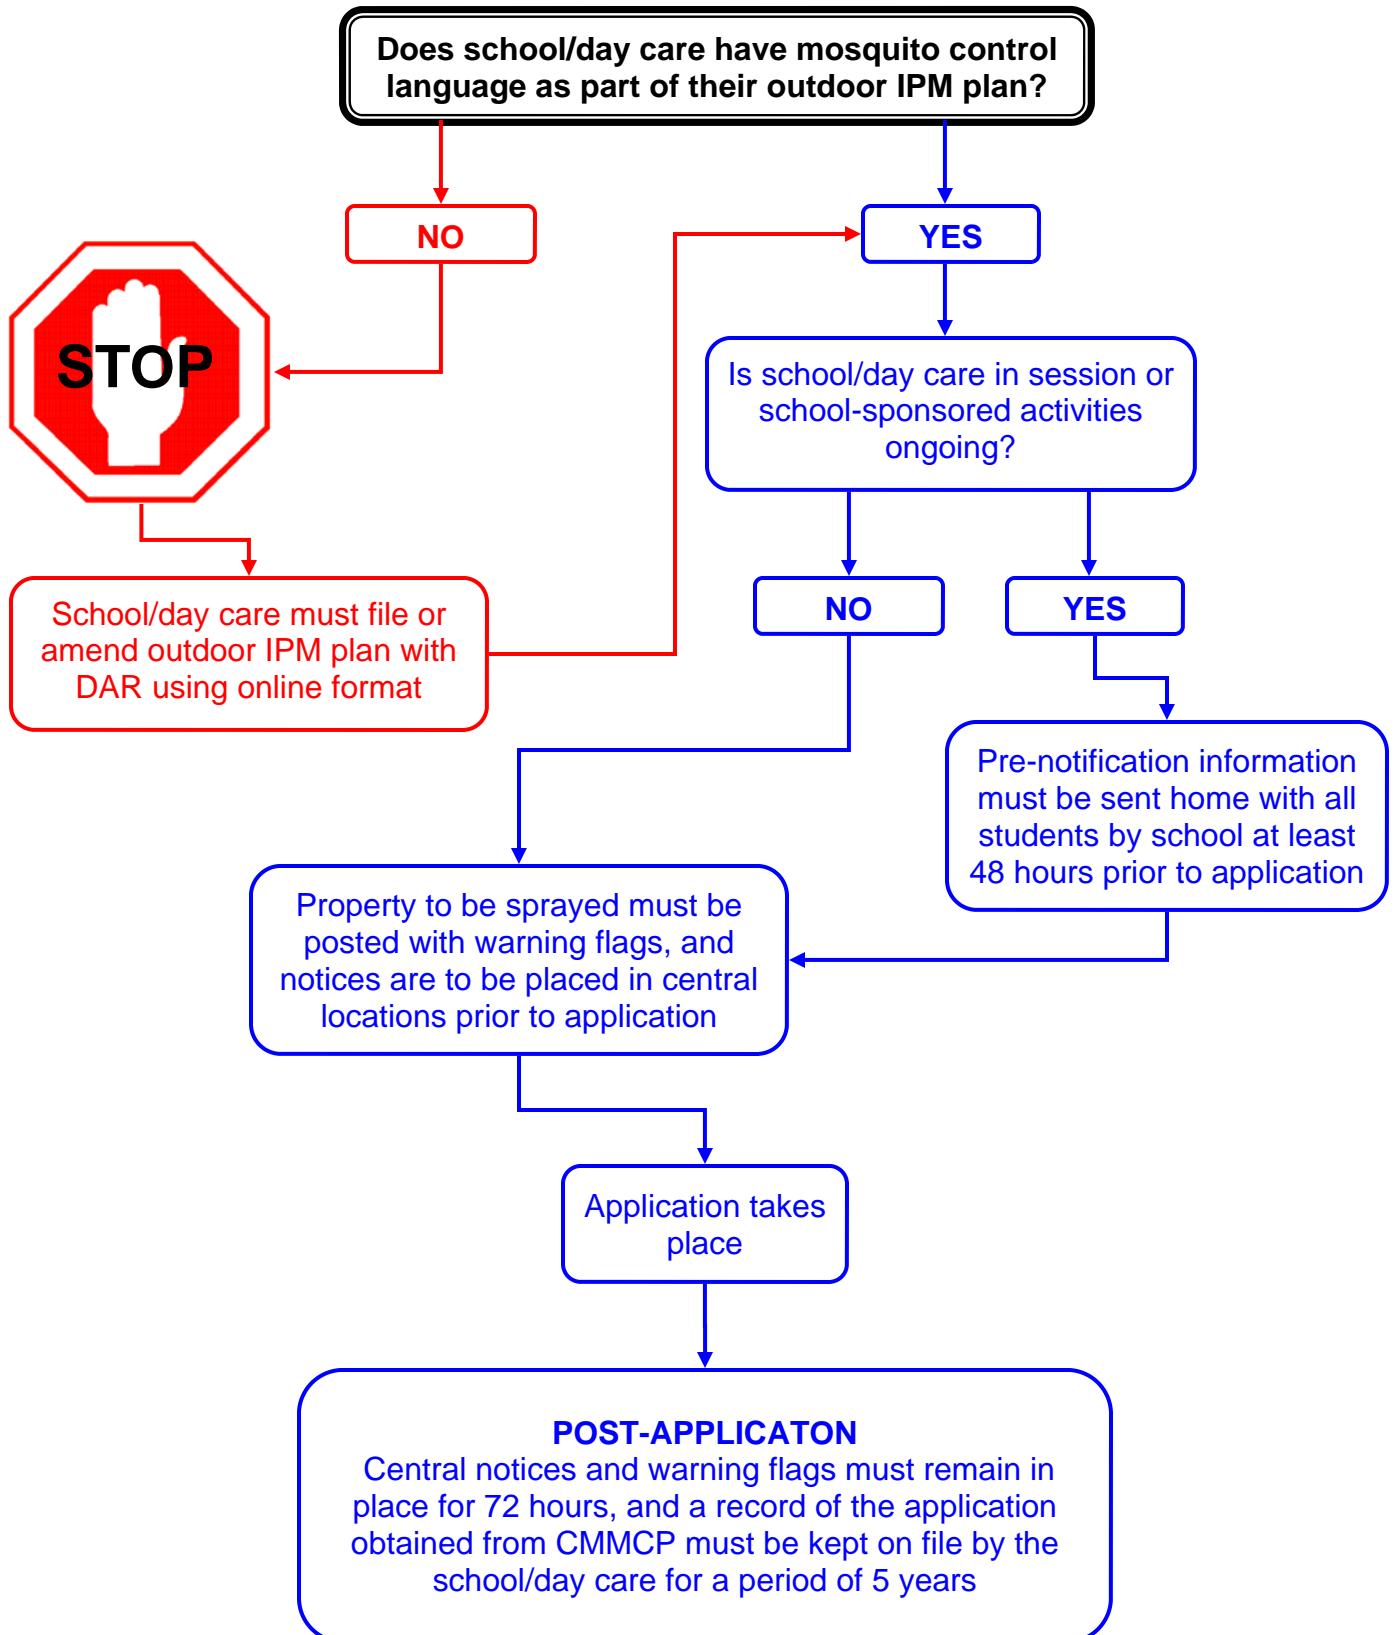 Does school/day care have mosquito control
language as part of their outdoor IPM plan?
NO
YES
STOP
Is school/day care in session or
school-sponsored activities
ongoing?
School/day care must file or
amend outdoor IPM plan with
DAR using online format
NO
YES
Pre-notification information
must be sent home with all
students by school at least
48 hours prior to application
Property to be sprayed must be
posted with warning flags, and
notices are to be placed in central
locations prior to application
Application takes
place
POST-APPLICATON
Central notices and warning flags must remain in
place for 72 hours, and a record of the application
obtained from CMMCP must be kept on file by the
school/day care for a period of 5 years